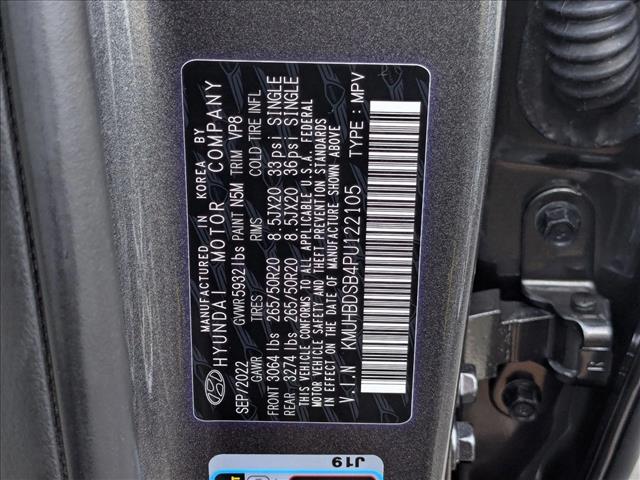 MANUFACTURED IN KOREA BY
HYUNDAI MOTOR COMPANY
SEP/2022 GVWR 5982 lbs PAINT N5M TRIM VP8
GAWR TIRES RIMS COLD TIRE INFL
FRONT 3064 lbs 265/50R20 8.5JX20 33psi SINGLE
REAR 3274 lbs 265/50R20 8.5JX20 36psi SINGLE
THIS VEHICLE CONFORMS TO ALL APPLICABLE U.S.A. FEDERAL
MOTOR VEHICLE SAFETY AND THEFT PREVENTION STANDARDS
IN EFFECT ON THE DATE OF MANUFACTURE SHOWN ABOVE
V.I.N KMUHBDSB4PU122105 TYPE : MPV
J19